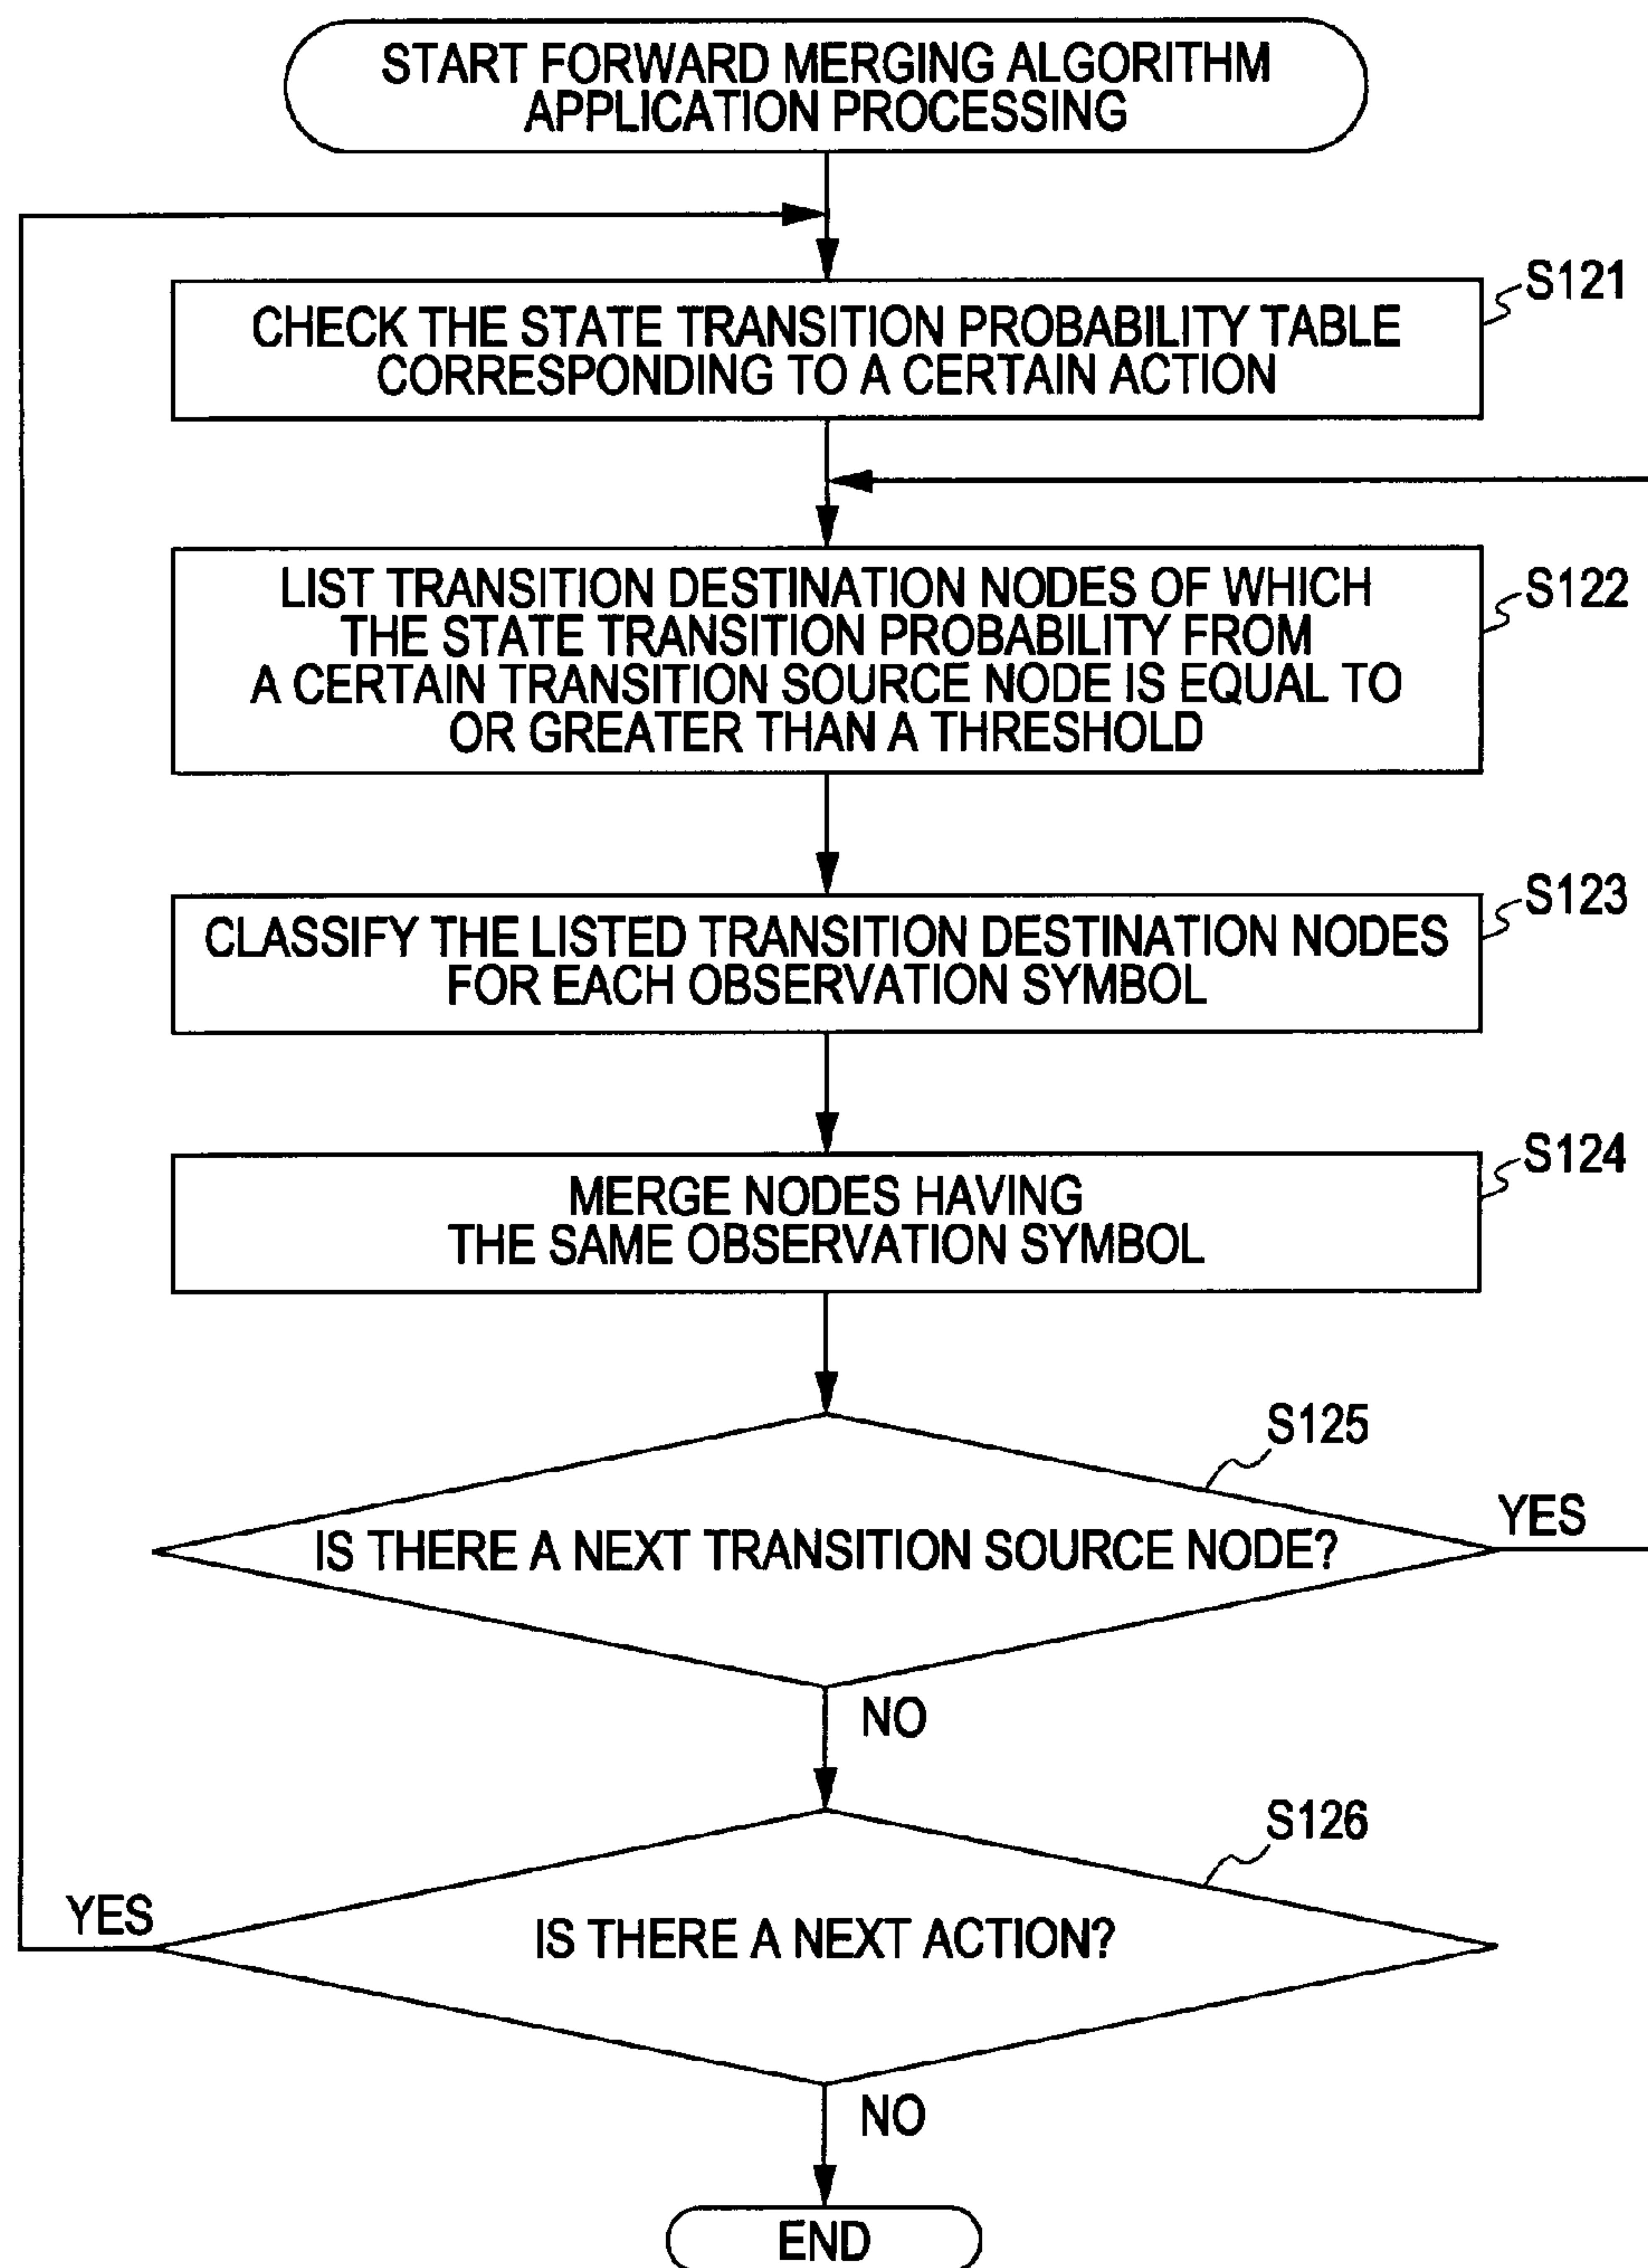 START FORWARD MERGING ALGORITHM
APPLICATION PROCESSING
S121
CHECK THE STATE TRANSITION PROBABILITY TABLE
CORRESPONDING TO A CERTAIN ACTION
S122
LIST TRANSITION DESTINATION NODES OF WHICH
THE STATE TRANSITION PROBABILITY FROM
A CERTAIN TRANSITION SOURCE NODE IS EQUAL TO
OR GREATER THAN A THRESHOLD
S123
CLASSIFY THE LISTED TRANSITION DESTINATION NODES
FOR EACH OBSERVATION SYMBOL
S124
MERGE NODES HAVING
THE SAME OBSERVATION SYMBOL
S125
IS THERE A NEXT TRANSITION SOURCE NODE?
YES
NO
S126
IS THERE A NEXT ACTION?
YES
NO
END